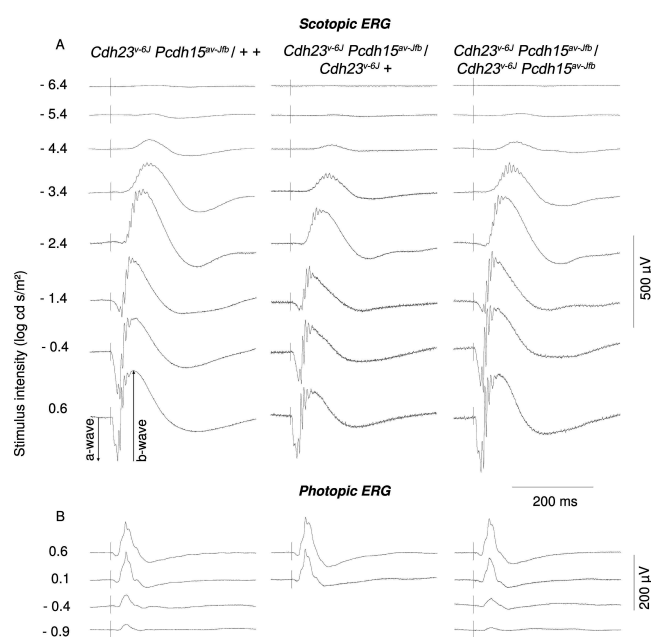 Scotopic ERG
A
Cdh23v-6J Pcdh15av-Jfb / + +
Cdh23v-6J Pcdh15av-Jfb /
Cdh23v-6J +
Cdh23v-6J Pcdh15av-Jfb /
Cdh23v-6J Pcdh15av-Jfb
- 6.4
- 5.4
- 4.4
- 3.4
- 2.4
- 1.4
- 0.4
0.6
Stimulus intensity (log cd s/m²)
a-wave
b-wave
500 µV
200 ms
Photopic ERG
B
0.6
0.1
- 0.4
- 0.9
200 µV